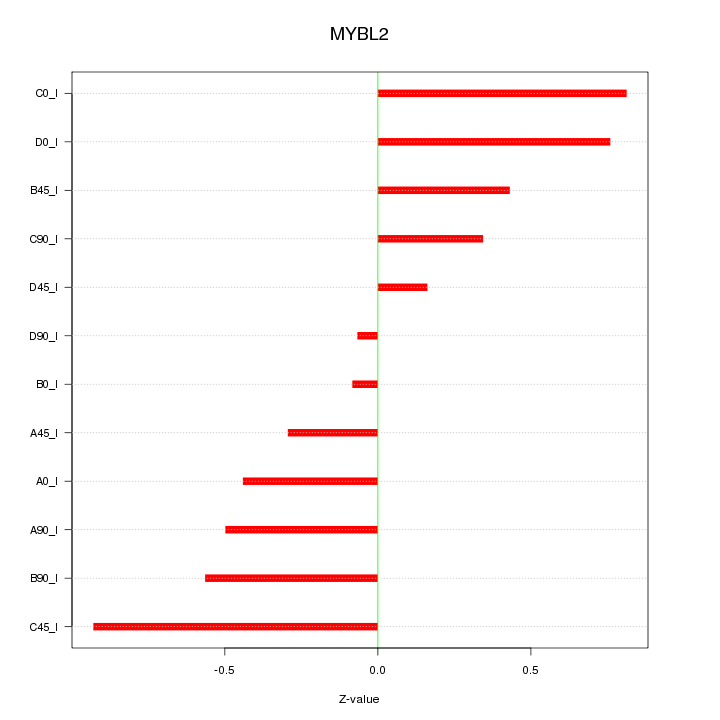 MYBL2
C0_I
D0_I
B45_I
C90_I
D45_I
D90_I
B0_I
A45_I
A0_I
A90_I
B90_I
C45_I
-0.5 0.0 0.5
Z-value